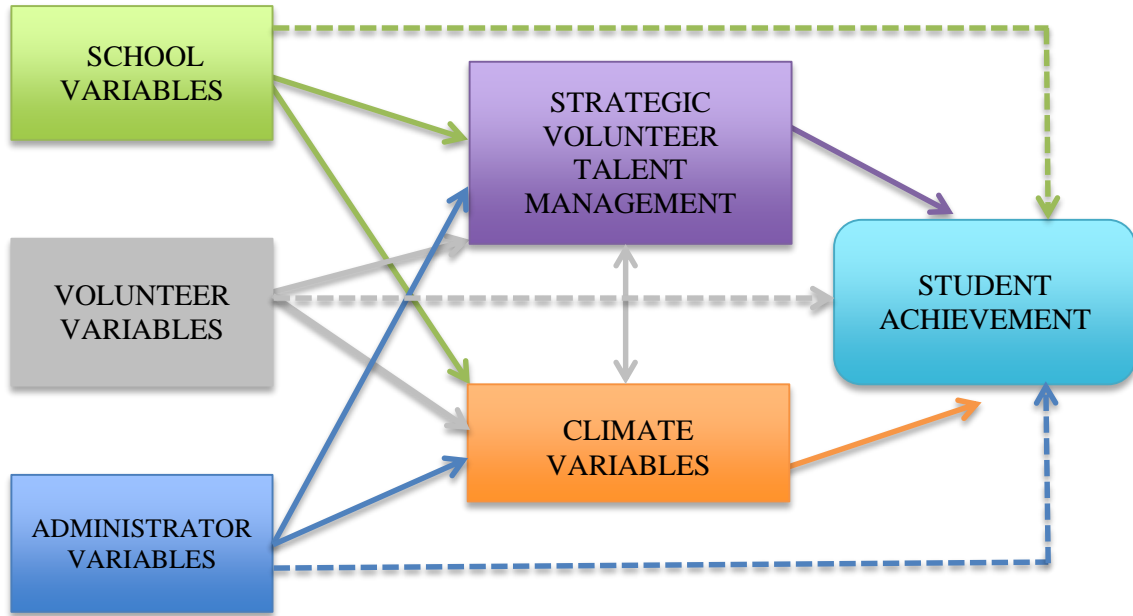 SCHOOL
VARIABLES
STRATEGIC
VOLUNTEER
TALENT
MANAGEMENT
VOLUNTEER
VARIABLES
STUDENT
ACHIEVEMENT
CLIMATE
VARIABLES
ADMINISTRATOR
VARIABLES